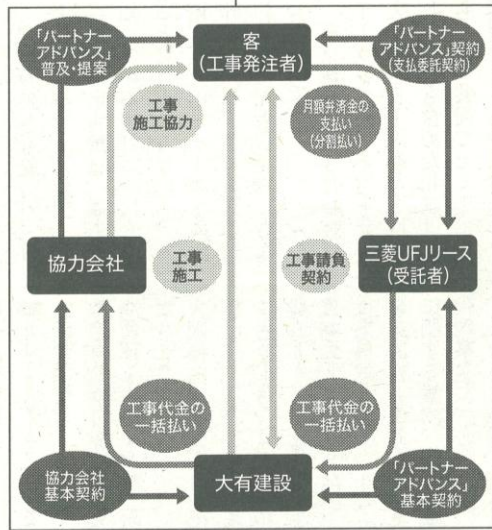 「パートナー
アドバンス」
普及・提案
客
(工事発注者)
「パートナー
アドバンス」契約
(支払委託契約)
工事
施工協力
月額弁済金の
支払い
(分割払い)
協力会社
工事
施工
工事請負
契約
三菱UFJリース
(受託者)
工事代金の
一括払い
工事代金の
一括払い
協力会社
基本契約
大有建設
「パートナー
アドバンス」
基本契約